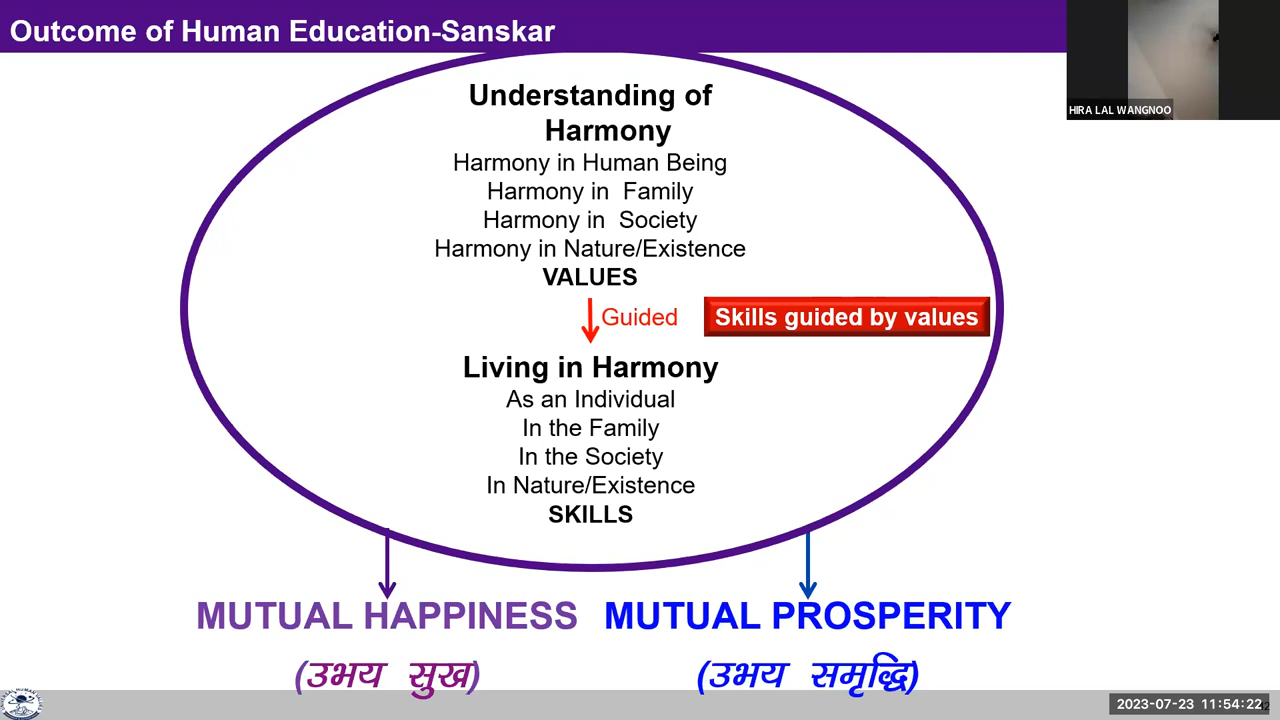 Outcome of Human Education-Sanskar
HIRA LAL WANGNOO
Understanding of
Harmony
Harmony in Human Being
Harmony in Family
Harmony in Society
Harmony in Nature/Existence
VALUES
Guided
Skills guided by values
Living in Harmony
As an Individual
In the Family
In the Society
In Nature/Existence
SKILLS
MUTUAL HAPPINESS MUTUAL PROSPERITY
(उभय सुख) (उभय समृद्धि)
2023-07-23 11:54:22